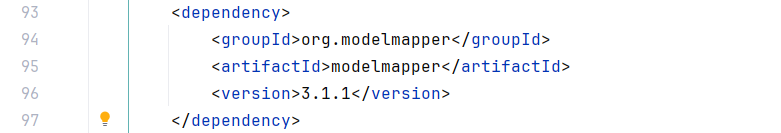 93 <dependency>
94 <groupId>org.modelmapper</groupId>
95 <artifactId>modelmapper</artifactId>
96 <version>3.1.1</version>
97 </dependency>